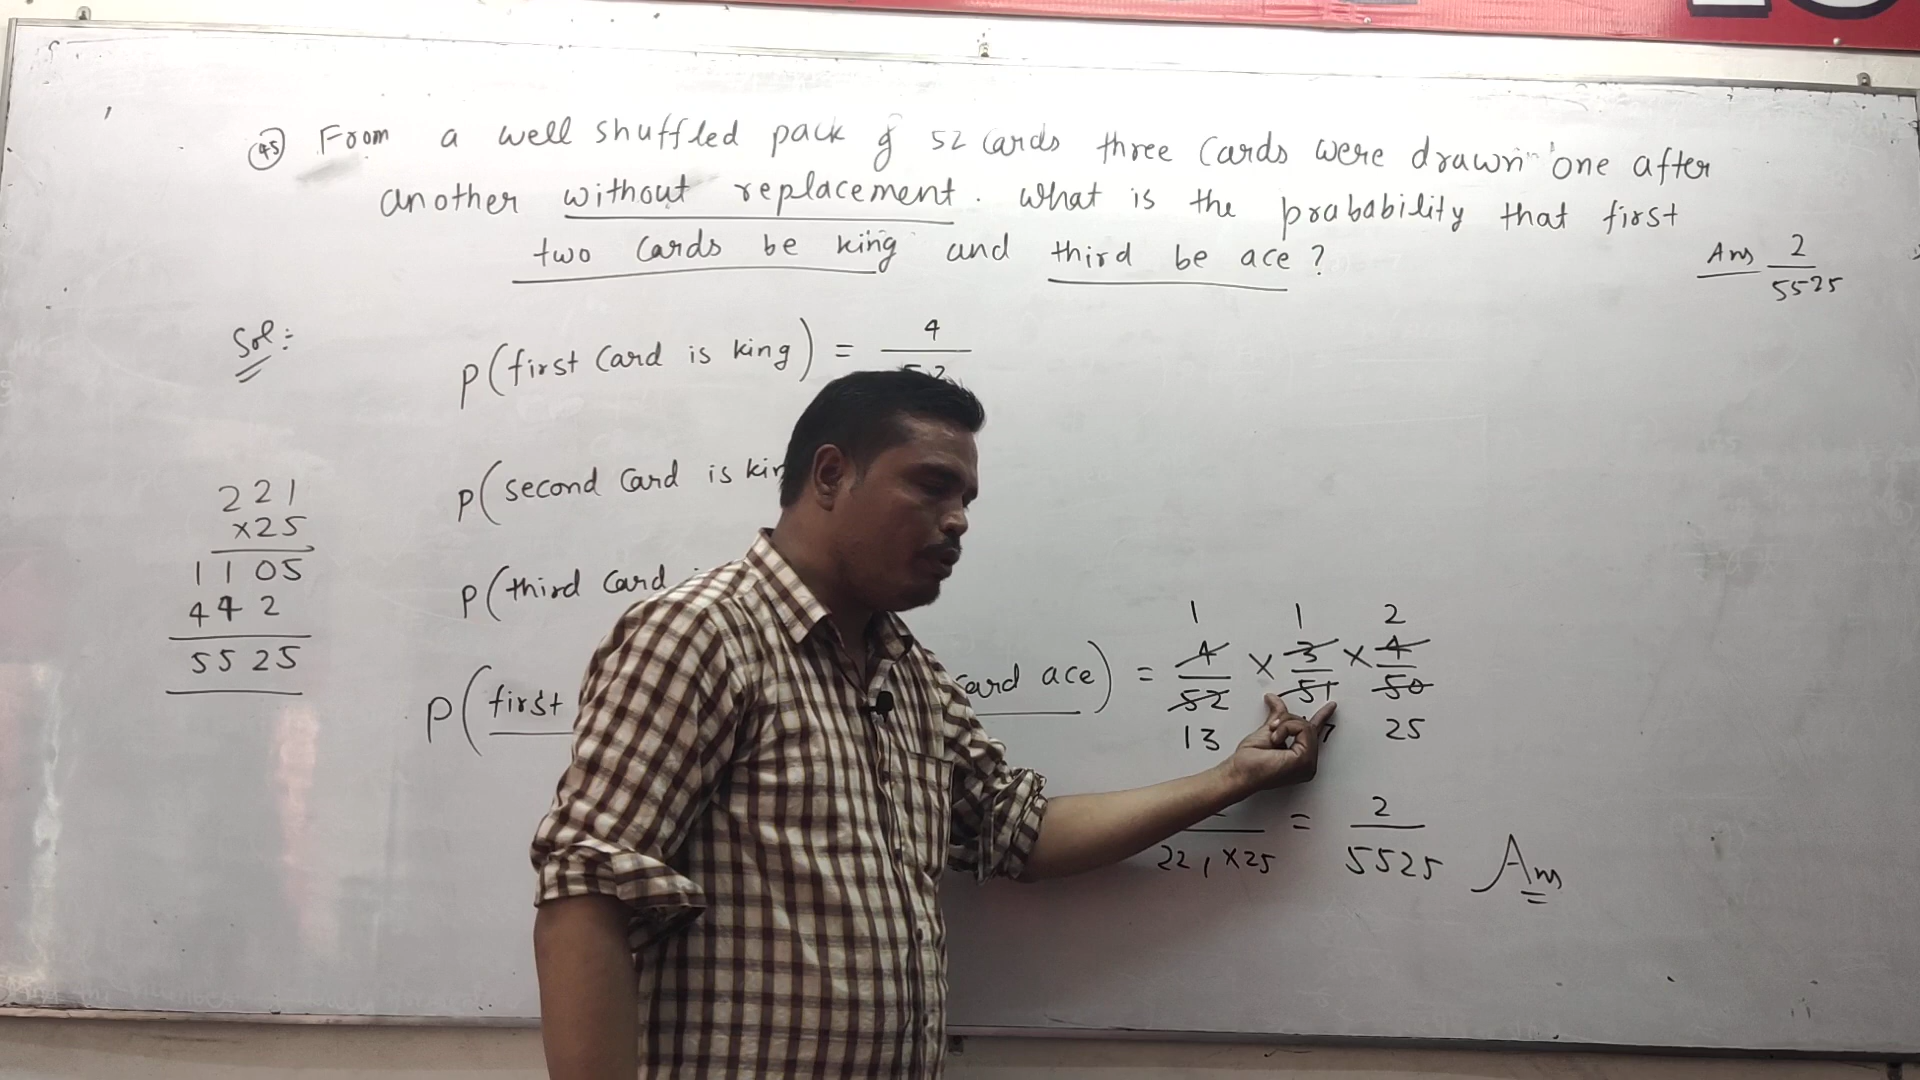 45 From a well shuffled pack of 52 cards three cards were drawn one after
another without replacement. What is the prabability that first
two cards be king and third be ace?
Ans 2/5525
Sol:
P(first card is king) = 4/52
P(second card is
P(third card
221
×25
1105
442
5525
1 1 2
P(first card ace) = 4/52 × 3/51 × 4/50
13 25
221×25 = 2/5525 Ans